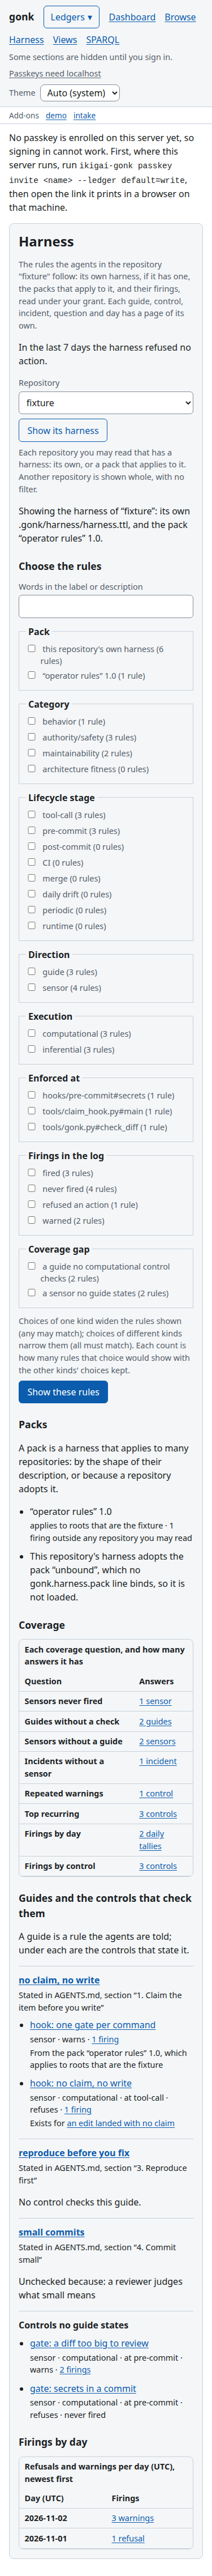 gonk Ledgers ▾ Dashboard Browse
Harness Views SPARQL
Some sections are hidden until you sign in.
Passkeys need localhost
Theme Auto (system)
Add-ons demo intake
No passkey is enrolled on this server yet, so
signing in cannot work. First, where this
server runs, run ikigai-gonk passkey
invite <name> --ledger default=write,
then open the link it prints in a browser on
that machine.
Harness
The rules the agents in the repository
“fixture” follow: its own harness, if it has one,
the packs that apply to it, and their firings,
read under your grant. Each guide, control,
incident, question and day has a page of its
own.
In the last 7 days the harness refused no
action.
Repository
fixture
Show its harness
Each repository you may read that has a
harness: its own, or a pack that applies to it.
Another repository is shown whole, with no
filter.
Showing the harness of “fixture”: its own
.gonk/harness/harness.ttl, and the pack
“operator rules” 1.0.
Choose the rules
Words in the label or description
Pack
this repository's own harness (6
rules)
“operator rules” 1.0 (1 rule)
Category
behavior (1 rule)
authority/safety (3 rules)
maintainability (2 rules)
architecture fitness (0 rules)
Lifecycle stage
tool-call (3 rules)
pre-commit (3 rules)
post-commit (0 rules)
CI (0 rules)
merge (0 rules)
daily drift (0 rules)
periodic (0 rules)
runtime (0 rules)
Direction
guide (3 rules)
sensor (4 rules)
Execution
computational (3 rules)
inferential (3 rules)
Enforced at
hooks/pre-commit#secrets (1 rule)
tools/claim_hook.py#main (1 rule)
tools/gonk.py#check_diff (1 rule)
Firings in the log
fired (3 rules)
never fired (4 rules)
refused an action (1 rule)
warned (2 rules)
Coverage gap
a guide no computational control
checks (2 rules)
a sensor no guide states (2 rules)
Choices of one kind widen the rules shown
(any may match); choices of different kinds
narrow them (all must match). Each count is
how many rules that choice would show with
the other kinds' choices kept.
Show these rules
Packs
A pack is a harness that applies to many
repositories: by the shape of their
description, or because a repository
adopts it.
• “operator rules” 1.0
applies to roots that are the fixture · 1
firing outside any repository you may read
• This repository's harness adopts the
pack “unbound”, which no
gonk.harness.pack line binds, so it is
not loaded.
Coverage
Each coverage question, and how many
answers it has
Question Answers
Sensors never fired 1 sensor
Guides without a check 2 guides
Sensors without a guide 2 sensors
Incidents without a 1 incident
sensor
Repeated warnings 1 control
Top recurring 3 controls
Firings by day 2 daily
tallies
Firings by control 3 controls
Guides and the controls that check
them
A guide is a rule the agents are told;
under each are the controls that state it.
no claim, no write
Stated in AGENTS.md, section “1. Claim the
item before you write”
• hook: one gate per command
sensor · warns · 1 firing
From the pack “operator rules” 1.0, which
applies to roots that are the fixture
• hook: no claim, no write
sensor · computational · at tool-call ·
refuses · 1 firing
Exists for an edit landed with no claim
reproduce before you fix
Stated in AGENTS.md, section “3. Reproduce
first”
No control checks this guide.
small commits
Stated in AGENTS.md, section “4. Commit
small”
Unchecked because: a reviewer judges
what small means
Controls no guide states
• gate: a diff too big to review
sensor · computational · at pre-commit ·
warns · 2 firings
• gate: secrets in a commit
sensor · computational · at pre-commit ·
refuses · never fired
Firings by day
Refusals and warnings per day (UTC),
newest first
Day (UTC) Firings
2026-11-02 3 warnings
2026-11-01 1 refusal